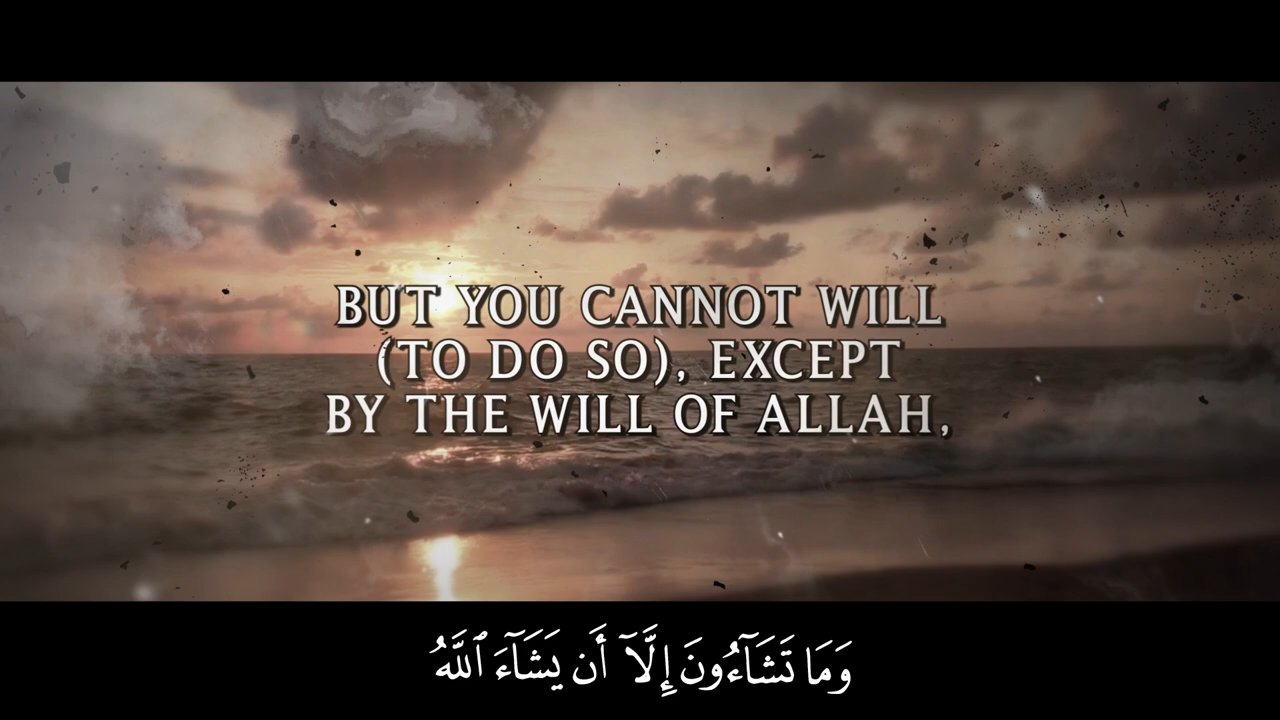 BUT YOU CANNOT WILL
(TO DO SO), EXCEPT
BY THE WILL OF ALLAH,
وَمَا تَشَآءُونَ إِلَّآ أَن يَشَآءَ ٱللَّهُ